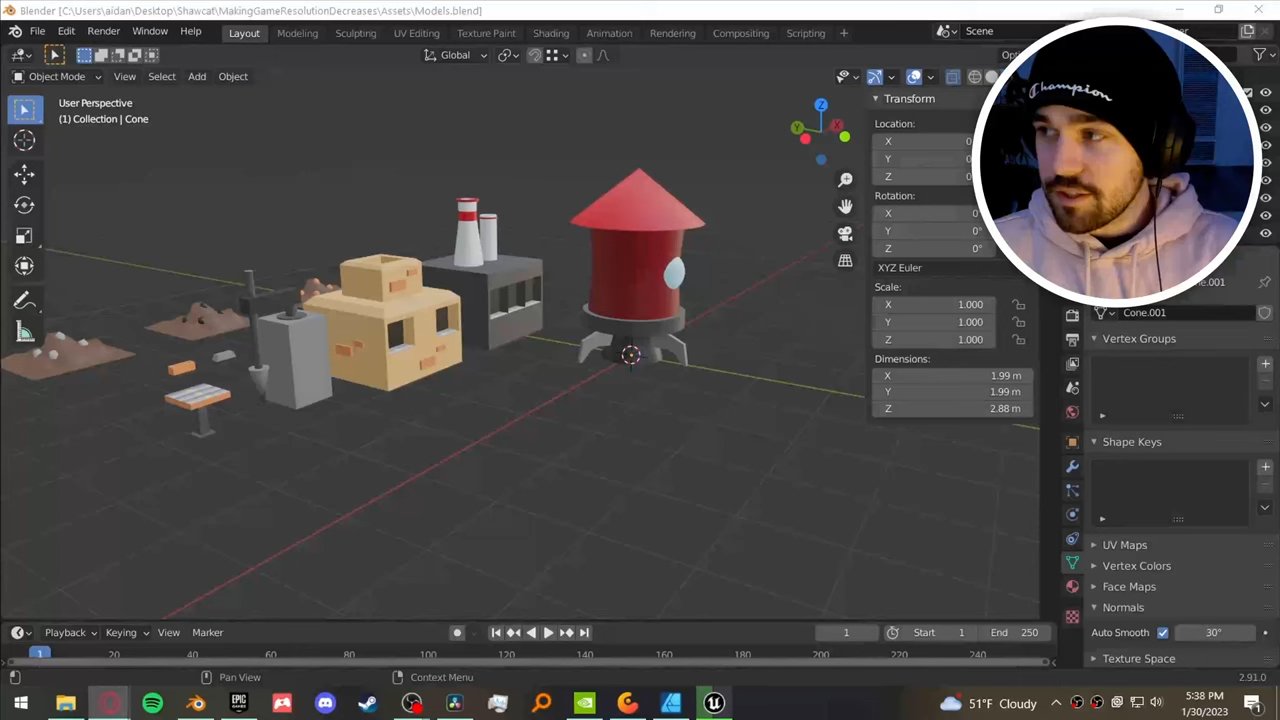 Blender [C:\Users\aidan\Desktop\Shawcat\MakingGameResolutionDecreases\Assets\Models.blend]
File Edit Render Window Help Layout Modeling Sculpting UV Editing Texture Paint Shading Animation Rendering Compositing Scripting + Scene
Global
Object Mode View Select Add Object
User Perspective
(1) Collection | Cone
Z
Y
X
Champion
Transform
Location:
X 0
Y 0
Z 0
Rotation:
X 0
Y 0°
Z 0°
XYZ Euler
Scale:
X 1.000
Y 1.000
Z 1.000
Dimensions:
X 1.99 m
Y 1.99 m
Z 2.88 m
Cone.001
Vertex Groups
Shape Keys
UV Maps
Vertex Colors
Face Maps
Normals
Auto Smooth 30°
Texture Space
Playback Keying View Marker 1 Start 1 End 250
1 20 40 60 80 100 120 140 160 180 200 220 240
Pan View Context Menu 2.91.0
EPIC GAMES
51°F Cloudy
5:38 PM
1/30/2023